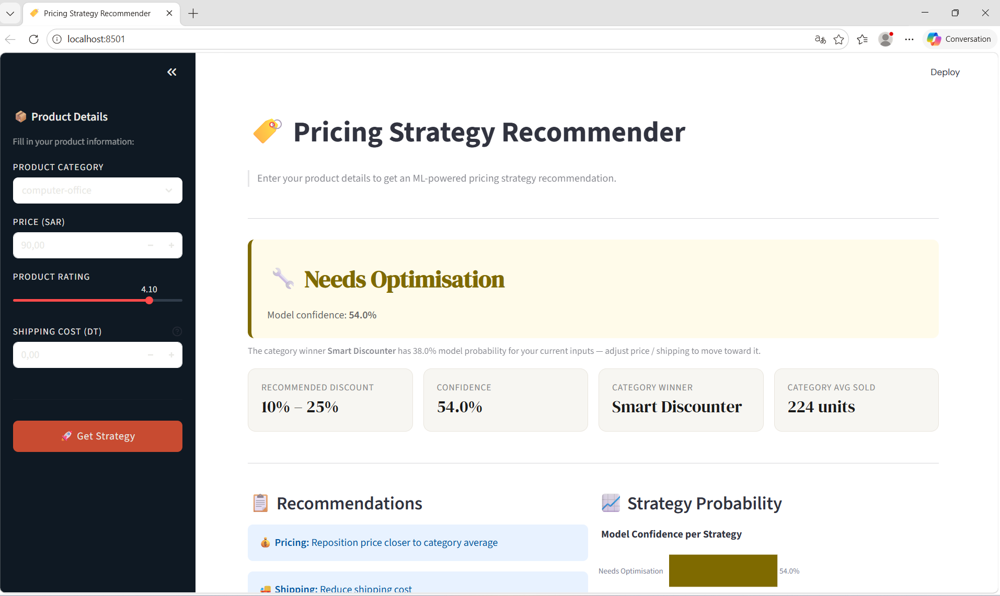 Pricing Strategy Recommender
localhost:8501
Conversation
Deploy
Product Details
Fill in your product information:
PRODUCT CATEGORY
computer-office
PRICE (SAR)
90,00
PRODUCT RATING
4.10
SHIPPING COST (DT)
0,00
Get Strategy
Pricing Strategy Recommender
Enter your product details to get an ML-powered pricing strategy recommendation.
Needs Optimisation
Model confidence: 54.0%
The category winner Smart Discounter has 38.0% model probability for your current inputs — adjust price / shipping to move toward it.
RECOMMENDED DISCOUNT
10% – 25%
CONFIDENCE
54.0%
CATEGORY WINNER
Smart Discounter
CATEGORY AVG SOLD
224 units
Recommendations
Pricing: Reposition price closer to category average
Shipping: Reduce shipping cost
Strategy Probability
Model Confidence per Strategy
Needs Optimisation
54.0%